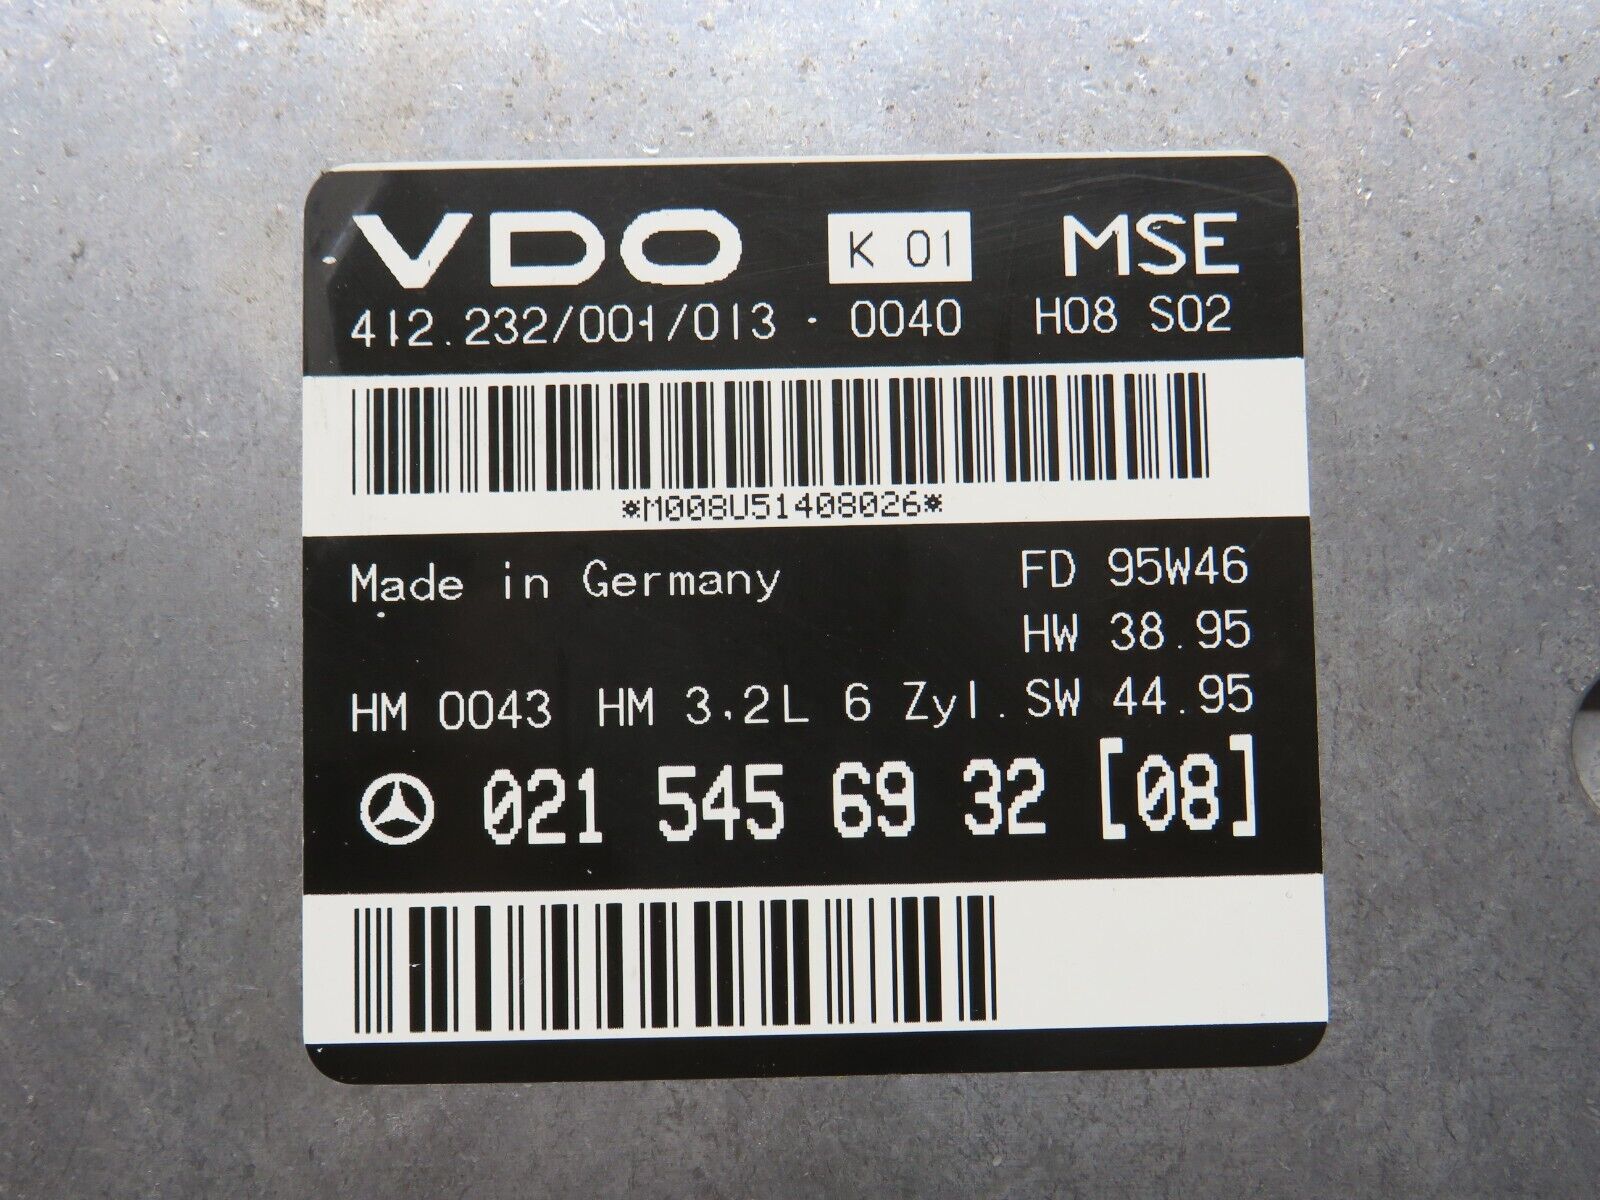 VDO K 01 MSE
412.232/001/013 · 0040 H08 S02
*M008U51408026*
Made in Germany FD 95W46
HW 38.95
HM 0043 HM 3.2L 6 Zyl. SW 44.95
021 545 69 32 [08]